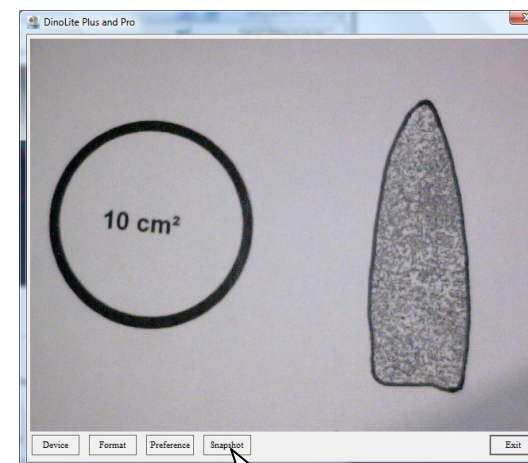 DinoLite Plus and Pro
10 cm²
Device Format Preference Snapshot Exit